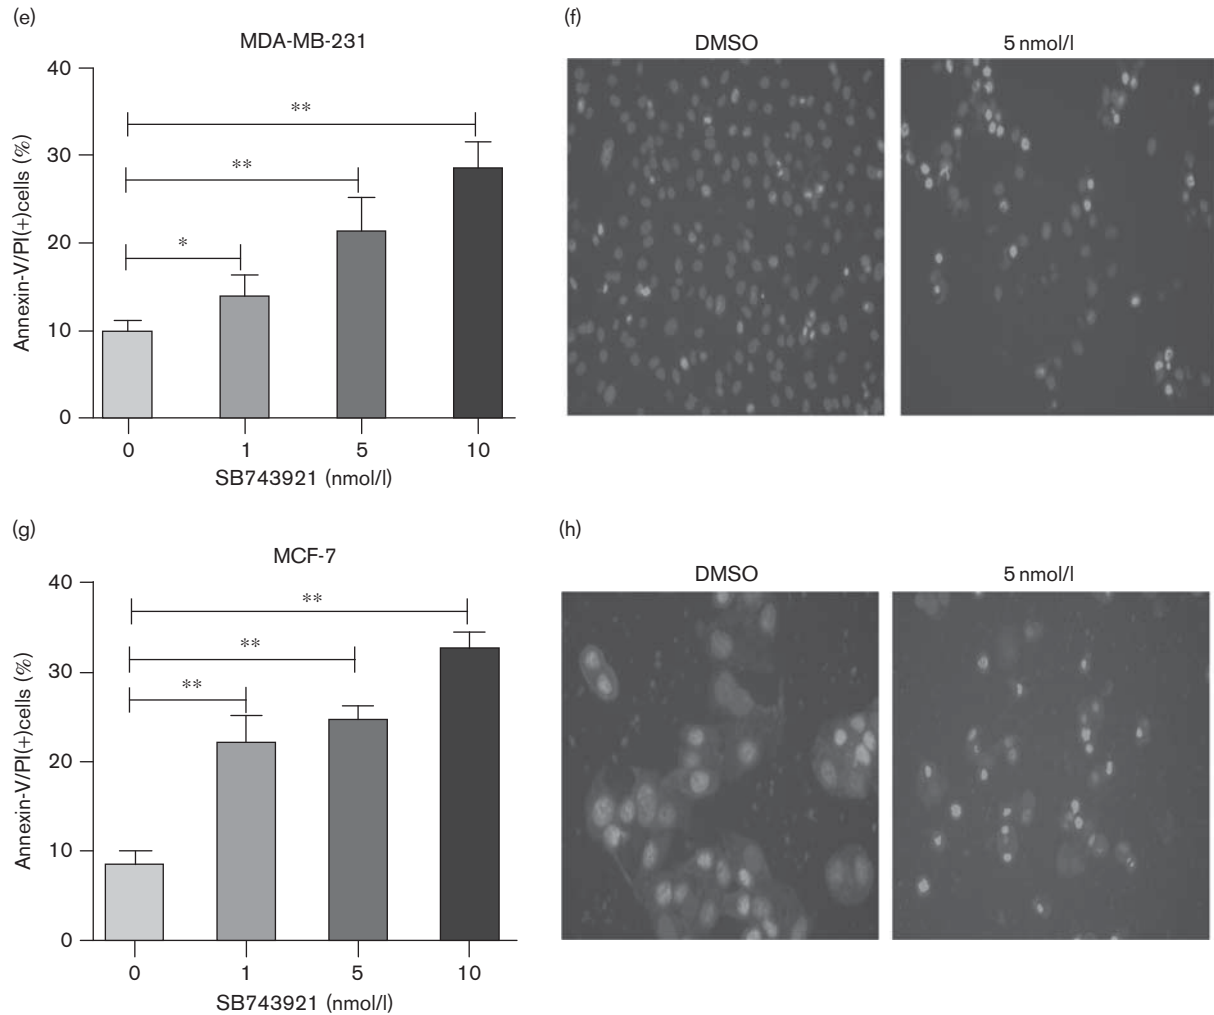 (e)
MDA-MB-231
40
30
20
10
0
Annexin-V/PI(+)cells (%)
**
**
*
0 1 5 10
SB743921 (nmol/l)
(f)
DMSO 5 nmol/l
(g)
MCF-7
40
30
20
10
0
Annexin-V/PI(+)cells (%)
**
**
**
0 1 5 10
SB743921 (nmol/l)
(h)
DMSO 5 nmol/l